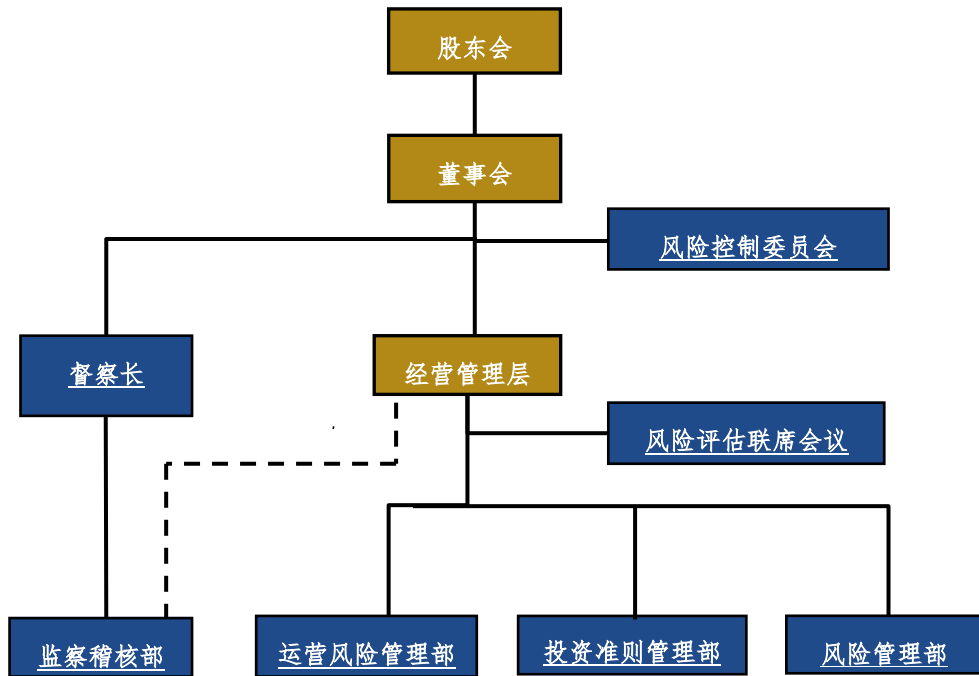 股东会
董事会
风险控制委员会
督察长
经营管理层
风险评估联席会议
监察稽核部
运营风险管理部
投资准则管理部
风险管理部